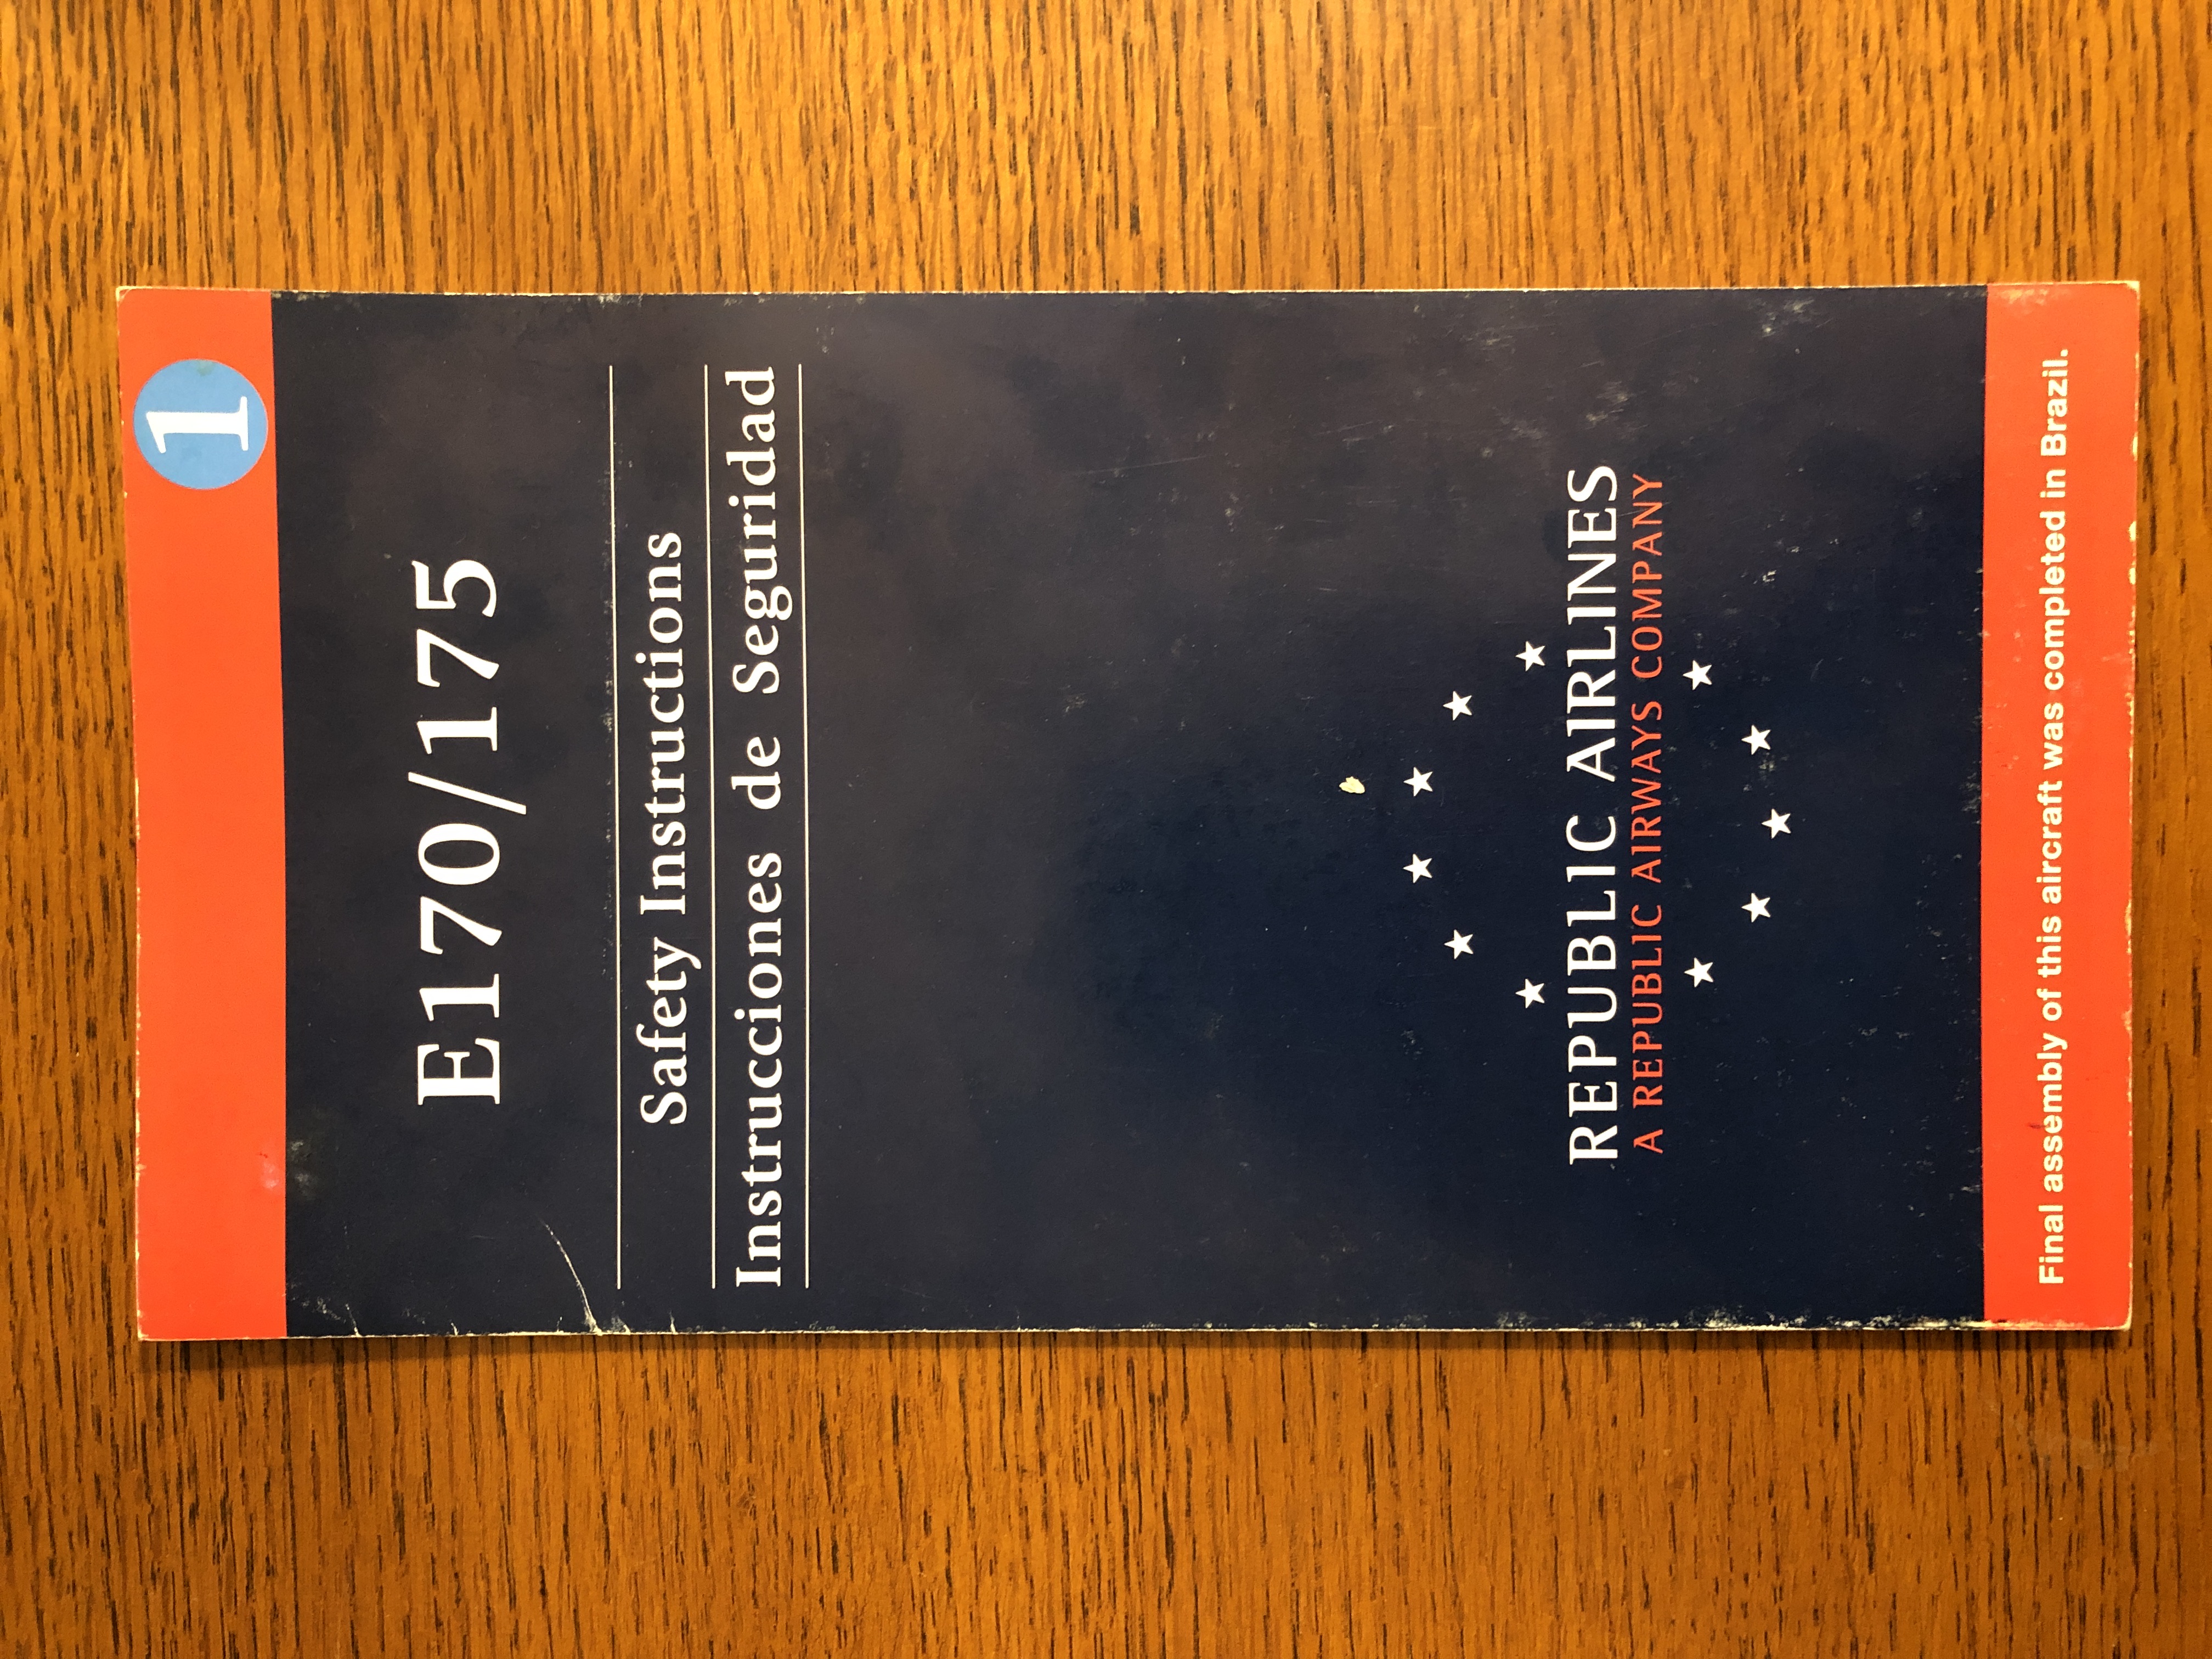 1
E170/175
Safety Instructions
Instrucciones de Seguridad
REPUBLIC AIRLINES
A REPUBLIC AIRWAYS COMPANY
Final assembly of this aircraft was completed in Brazil.